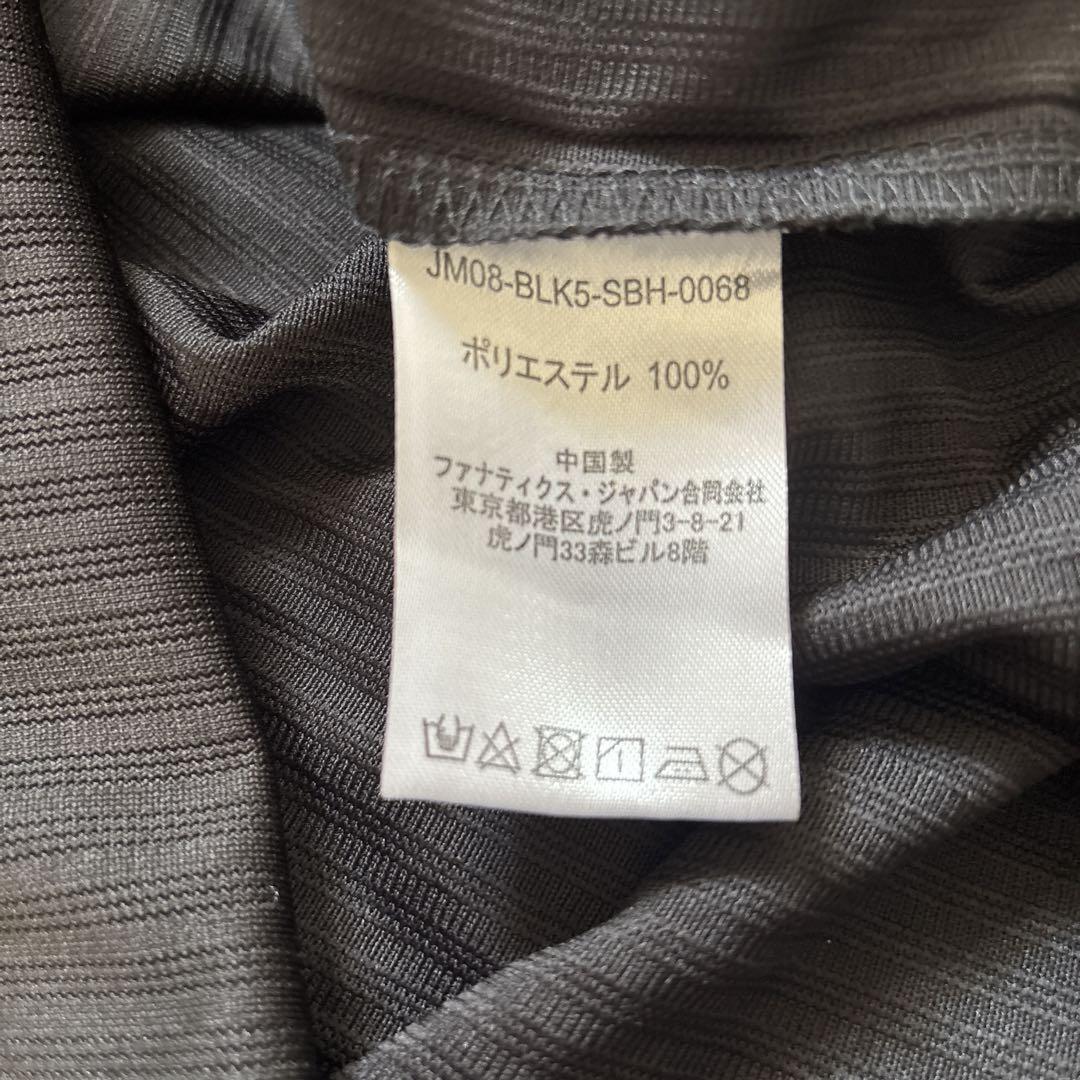 JM08-BLK5-SBH-0068
ポリエステル 100%
中国製
ファナティクス・ジャパン合同会社
東京都港区虎ノ門3-8-21
虎ノ門33森ビル8階